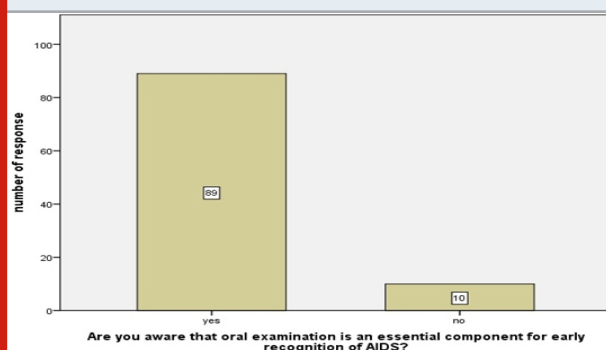 number of response
100
80
60
40
20
0
89
10
yes
no
Are you aware that oral examination is an essential component for early
recognition of AIDS?